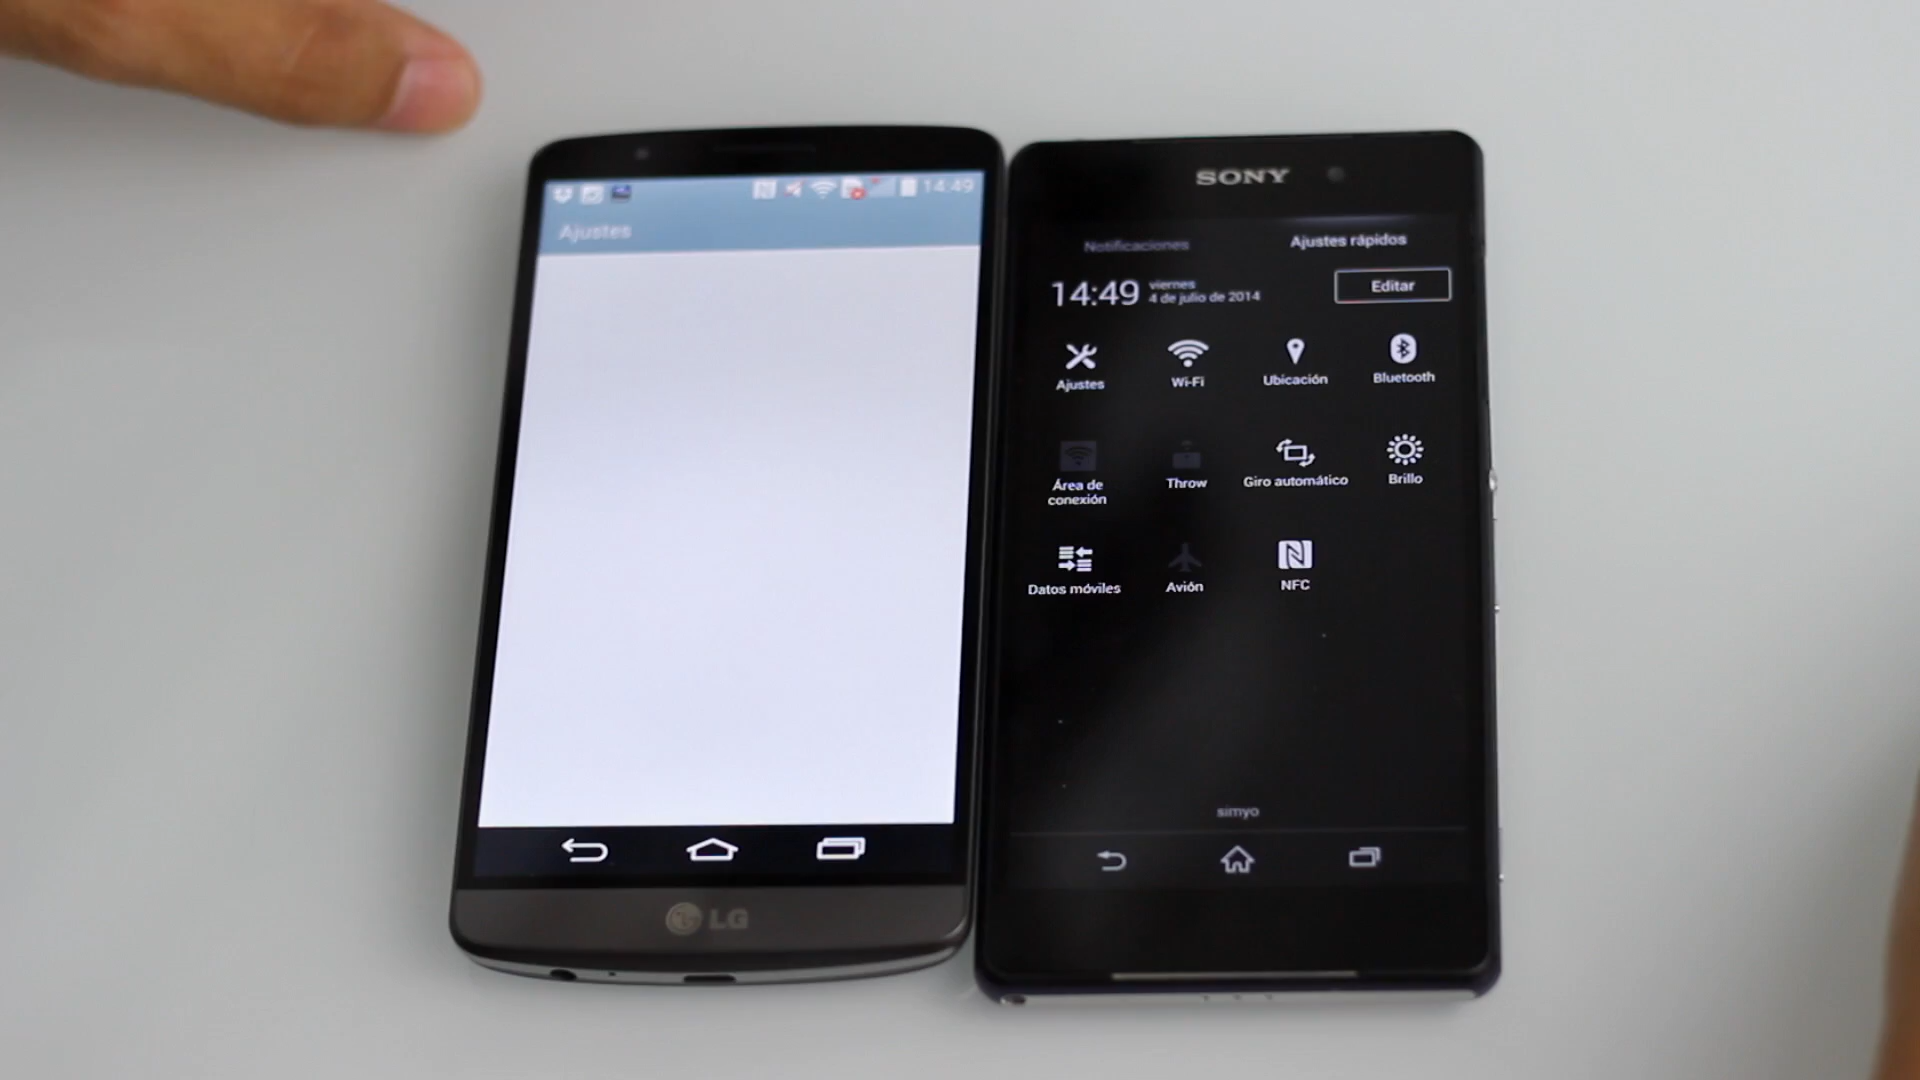 14:49
Ajustes
LG
SONY
Notificaciones
Ajustes rápidos
14:49
viernes
4 de julio de 2014
Editar
Ajustes
Wi-Fi
Ubicación
Bluetooth
Área de
conexión
Throw
Giro automático
Brillo
Datos móviles
Avión
NFC
simyo